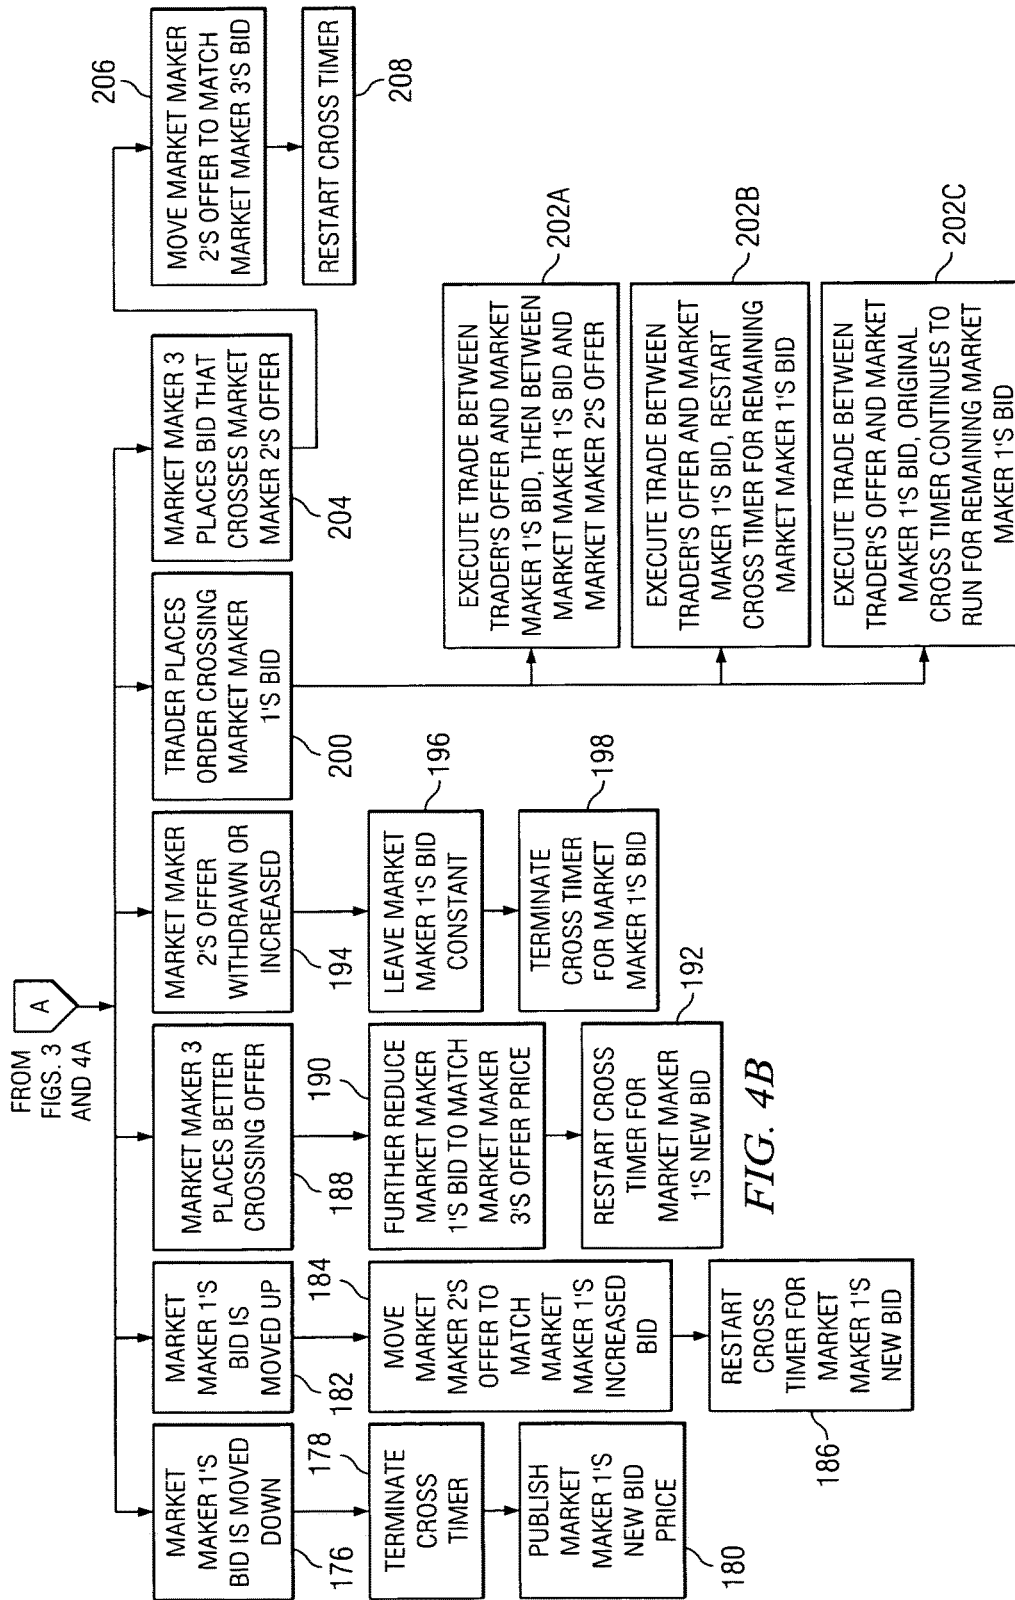 FROM
FIGS. 3
AND 4A
A
MARKET
MAKER 1'S
BID IS MOVED
DOWN
176
TERMINATE
CROSS
TIMER
178
PUBLISH
MARKET
MAKER 1'S
NEW BID
PRICE
180
MARKET
MAKER 1'S
BID IS
MOVED UP
182
MOVE
MARKET
MAKER 2'S
OFFER TO
MATCH
MARKET
MAKER 1'S
INCREASED
BID
184
RESTART
CROSS
TIMER FOR
MARKET
MAKER 1'S
NEW BID
186
MARKET MAKER 3
PLACES BETTER
CROSSING OFFER
188
FURTHER REDUCE
MARKET MAKER
1'S BID TO MATCH
MARKET MAKER
3'S OFFER PRICE
190
RESTART CROSS
TIMER FOR
MARKET MAKER
1'S NEW BID
192
MARKET MAKER
2'S OFFER
WITHDRAWN OR
INCREASED
194
LEAVE MARKET
MAKER 1'S BID
CONSTANT
196
TERMINATE
CROSS TIMER
FOR MARKET
MAKER 1'S BID
198
TRADER PLACES
ORDER CROSSING
MARKET MAKER
1'S BID
200
EXECUTE TRADE BETWEEN
TRADER'S OFFER AND MARKET
MAKER 1'S BID, THEN BETWEEN
MARKET MAKER 1'S BID AND
MARKET MAKER 2'S OFFER
202A
EXECUTE TRADE BETWEEN
TRADER'S OFFER AND MARKET
MAKER 1'S BID, RESTART
CROSS TIMER FOR REMAINING
MARKET MAKER 1'S BID
202B
EXECUTE TRADE BETWEEN
TRADER'S OFFER AND MARKET
MAKER 1'S BID, ORIGINAL
CROSS TIMER CONTINUES TO
RUN FOR REMAINING MARKET
MAKER 1'S BID
202C
MARKET MAKER 3
PLACES BID THAT
CROSSES MARKET
MAKER 2'S OFFER
204
MOVE MARKET MAKER
2'S OFFER TO MATCH
MARKET MAKER 3'S BID
206
RESTART CROSS TIMER
208
FIG. 4B